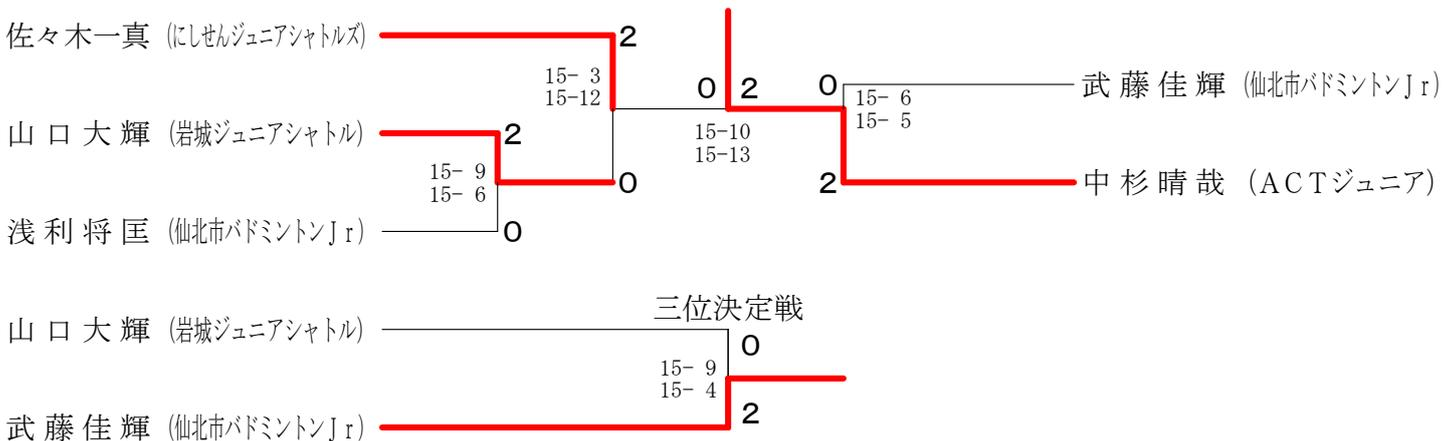 佐々木一真 (にしせんジュニアシャトルズ)
2
15- 3
15-12
0 2
15-10
15-13
0
15- 6
15- 5
武藤佳輝 (仙北市バドミントンJr)
山口大輝 (岩城ジュニアシャトル)
2
15- 9
15- 6
0
2
中杉晴哉 (ACTジュニア)
浅利将匡 (仙北市バドミントンJr)
0
三位決定戦
山口大輝 (岩城ジュニアシャトル)
0
15- 9
15- 4
2
武藤佳輝 (仙北市バドミントンJr)